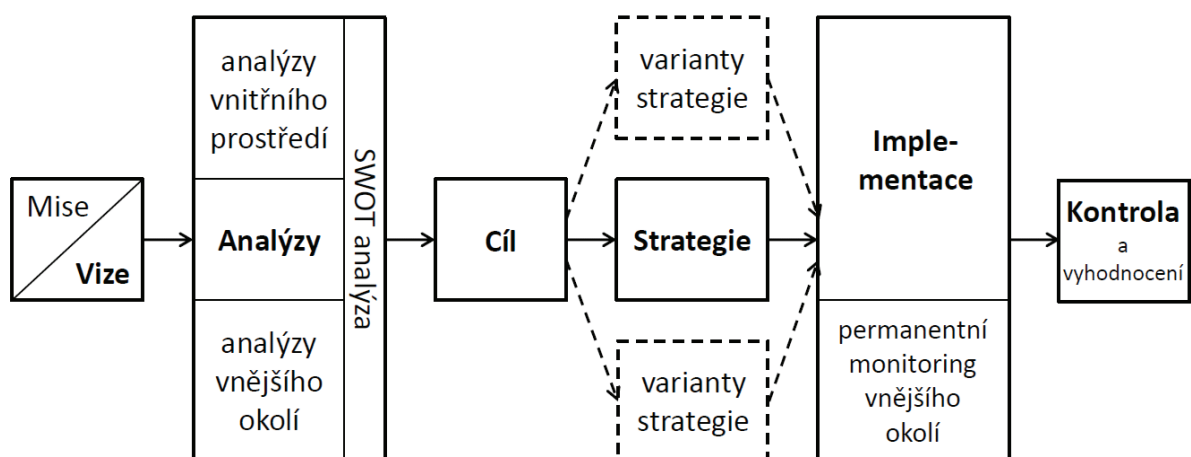 Mise
Vize
analýzy
vnitřního
prostředí
Analýzy
analýzy
vnějšího
okolí
SWOT analýza
Cíl
varianty
strategie
Strategie
varianty
strategie
Imple-
mentace
permanentní
monitoring
vnějšího
okolí
Kontrola
a
vyhodnocení